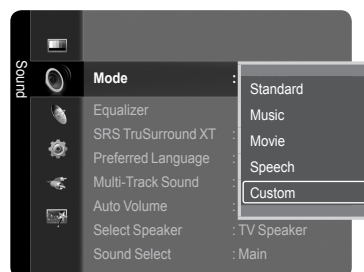 Sound
Mode :
Equalizer
SRS TruSurround XT :
Preferred Language :
Multi-Track Sound :
Auto Volume :
Select Speaker : TV Speaker
Sound Select : Main
Standard
Music
Movie
Speech
Custom